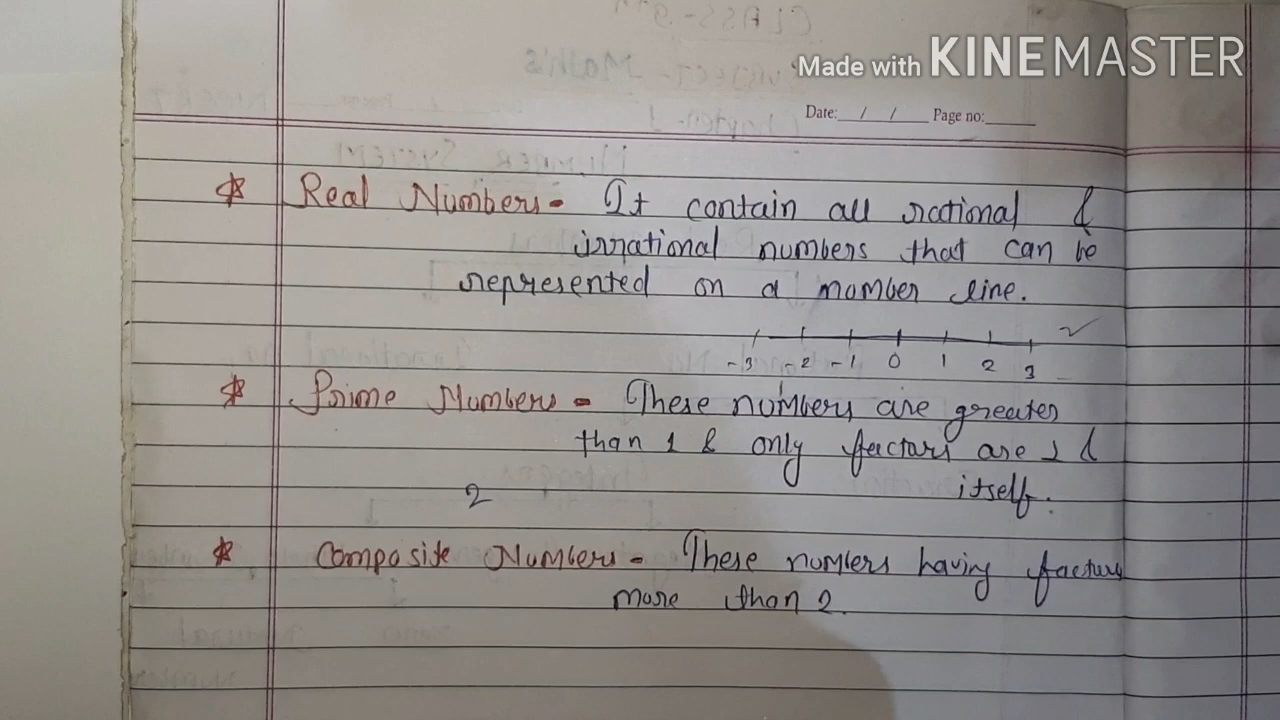 Made with KINEMASTER
Date: / / Page no:
☆ Real Numbers - It contain all rational &
irrational numbers that can be
represented on a number line.
-3 -2 -1 0 1 2 3
☆ Prime Numbers - These numbers are greater
than 1 & only factors are 1 &
itself.
2
☆ Composite Numbers - These numbers having factors
more than 2.